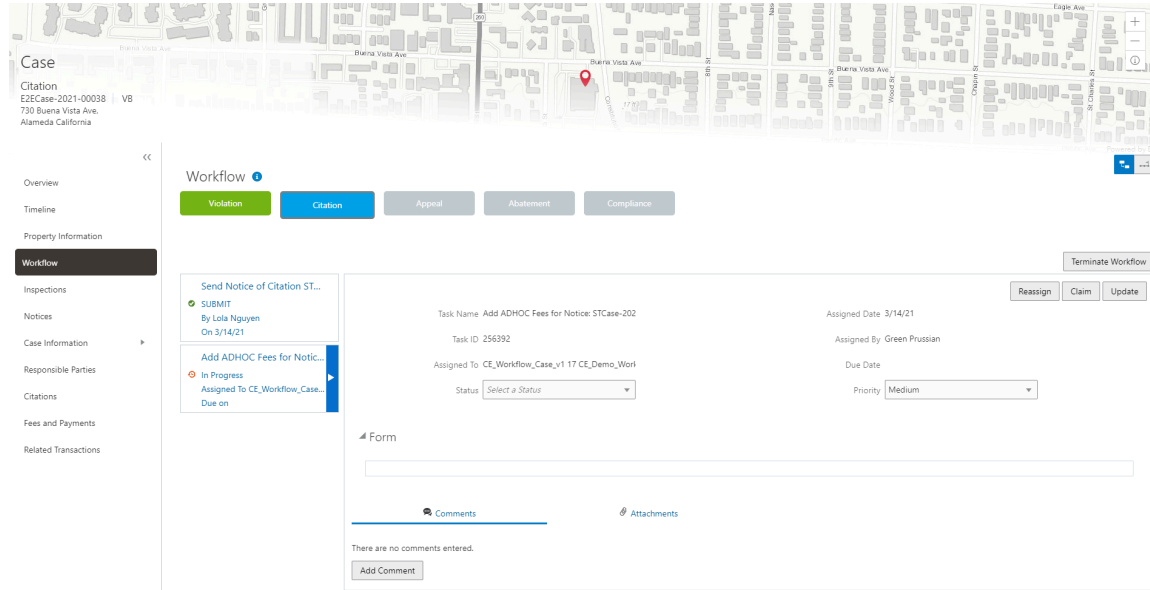 Eagle Ave
260
Buena Vista Ave
Buena Vista Ave
Buena Vista Ave
Buena Vista Ave
8th St
9th St
Wood St
Chapin St
St Charles St
Case
Citation
E2ECase-2021-00038 | VB
730 Buena Vista Ave,
Alameda California
Powered by
Overview
Timeline
Property Information
Workflow
Inspections
Notices
Case Information
Responsible Parties
Citations
Fees and Payments
Related Transactions
Workflow
Violation
Citation
Appeal
Abatement
Compliance
Terminate Workflow
Send Notice of Citation ST...
SUBMIT
By Lola Nguyen
On 3/14/21
Add ADHOC Fees for Notic...
In Progress
Assigned To CE_Workflow_Case...
Due on
Reassign
Claim
Update
Task Name Add ADHOC Fees for Notice: STCase-202
Assigned Date 3/14/21
Task ID 256392
Assigned By Green Prussian
Assigned To CE_Workflow_Case_v1 17 CE_Demo_Work
Due Date
Status Select a Status
Priority Medium
Form
Comments
Attachments
There are no comments entered.
Add Comment